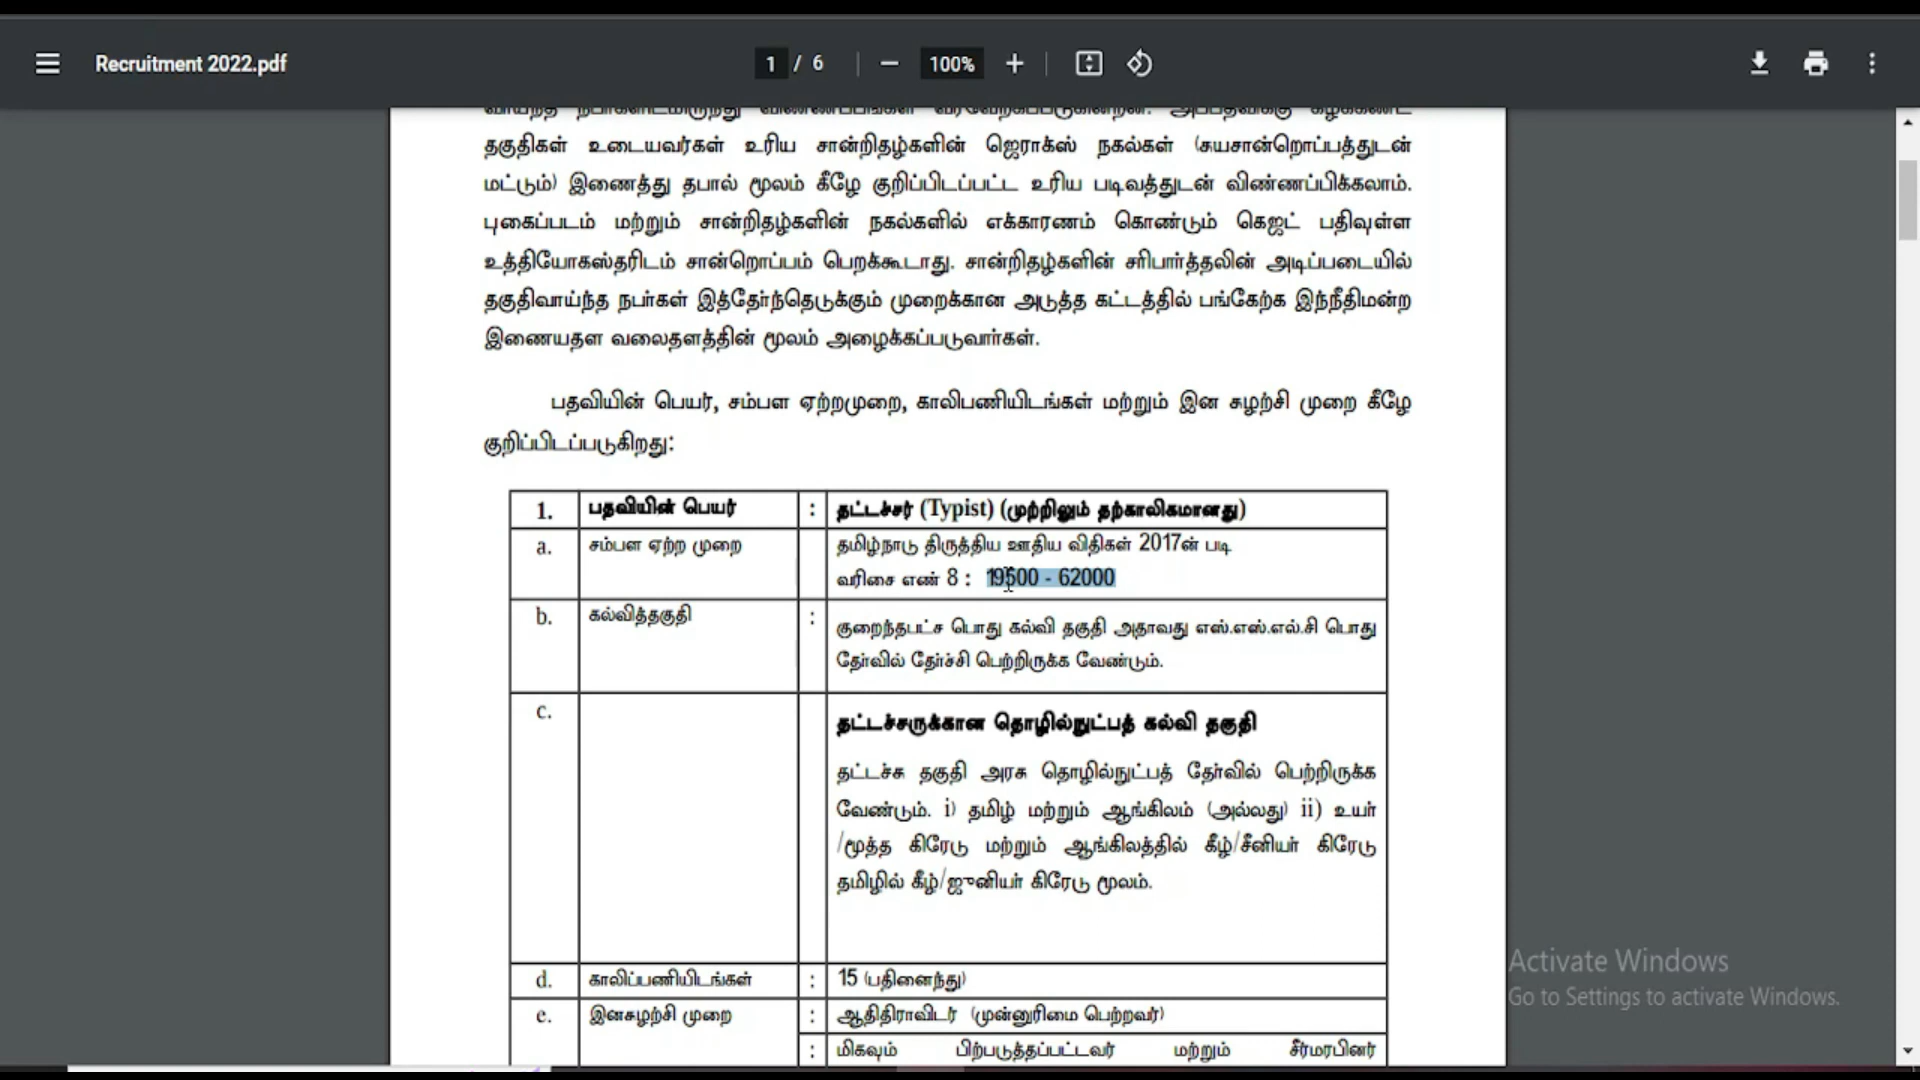 Recruitment 2022.pdf
1 / 6
100%
தகுதிகள் உடையவர்கள் உரிய சான்றிதழ்களின் ஜெராக்ஸ் நகல்கள் (சுயசான்றொப்பத்துடன்
மட்டும்) இணைத்து தபால் மூலம் கீழே குறிப்பிடப்பட்ட உரிய படிவத்துடன் விண்ணப்பிக்கலாம்.
புகைப்படம் மற்றும் சான்றிதழ்களின் நகல்களில் எக்காரணம் கொண்டும் கெஜட் பதிவுள்ள
உத்தியோகஸ்தரிடம் சான்றொப்பம் பெறக்கூடாது. சான்றிதழ்களின் சரிபார்த்தலின் அடிப்படையில்
தகுதிவாய்ந்த நபர்கள் இத்தேர்ந்தெடுக்கும் முறைக்கான அடுத்த கட்டத்தில் பங்கேற்க இந்நீதிமன்ற
இணையதள வலைதளத்தின் மூலம் அழைக்கப்படுவார்கள்.
பதவியின் பெயர், சம்பள ஏற்றமுறை, காலிபணியிடங்கள் மற்றும் இன சுழற்சி முறை கீழே
குறிப்பிடப்படுகிறது:
1. பதவியின் பெயர் : தட்டச்சர் (Typist) (முற்றிலும் தற்காலிகமானது)
a. சம்பள ஏற்ற முறை தமிழ்நாடு திருத்திய ஊதிய விதிகள் 2017ன் படி
வரிசை எண் 8 : 19500 - 62000
b. கல்வித்தகுதி : குறைந்தபட்ச பொது கல்வி தகுதி அதாவது எஸ்.எஸ்.எல்.சி பொது
தேர்வில் தேர்ச்சி பெற்றிருக்க வேண்டும்.
c. தட்டச்சருக்கான தொழில்நுட்பத் கல்வி தகுதி
தட்டச்சு தகுதி அரசு தொழில்நுட்பத் தேர்வில் பெற்றிருக்க
வேண்டும். i) தமிழ் மற்றும் ஆங்கிலம் (அல்லது) ii) உயர்
/மூத்த கிரேடு மற்றும் ஆங்கிலத்தில் கீழ்/சீனியர் கிரேடு
தமிழில் கீழ்/ஜுனியர் கிரேடு மூலம்.
d. காலிப்பணியிடங்கள் : 15 (பதினைந்து)
e. இனசுழற்சி முறை : ஆதிதிராவிடர் (முன்னுரிமை பெற்றவர்)
: மிகவும் பிற்படுத்தப்பட்டவர் மற்றும் சீர்மரபினர்
Activate Windows
Go to Settings to activate Windows.